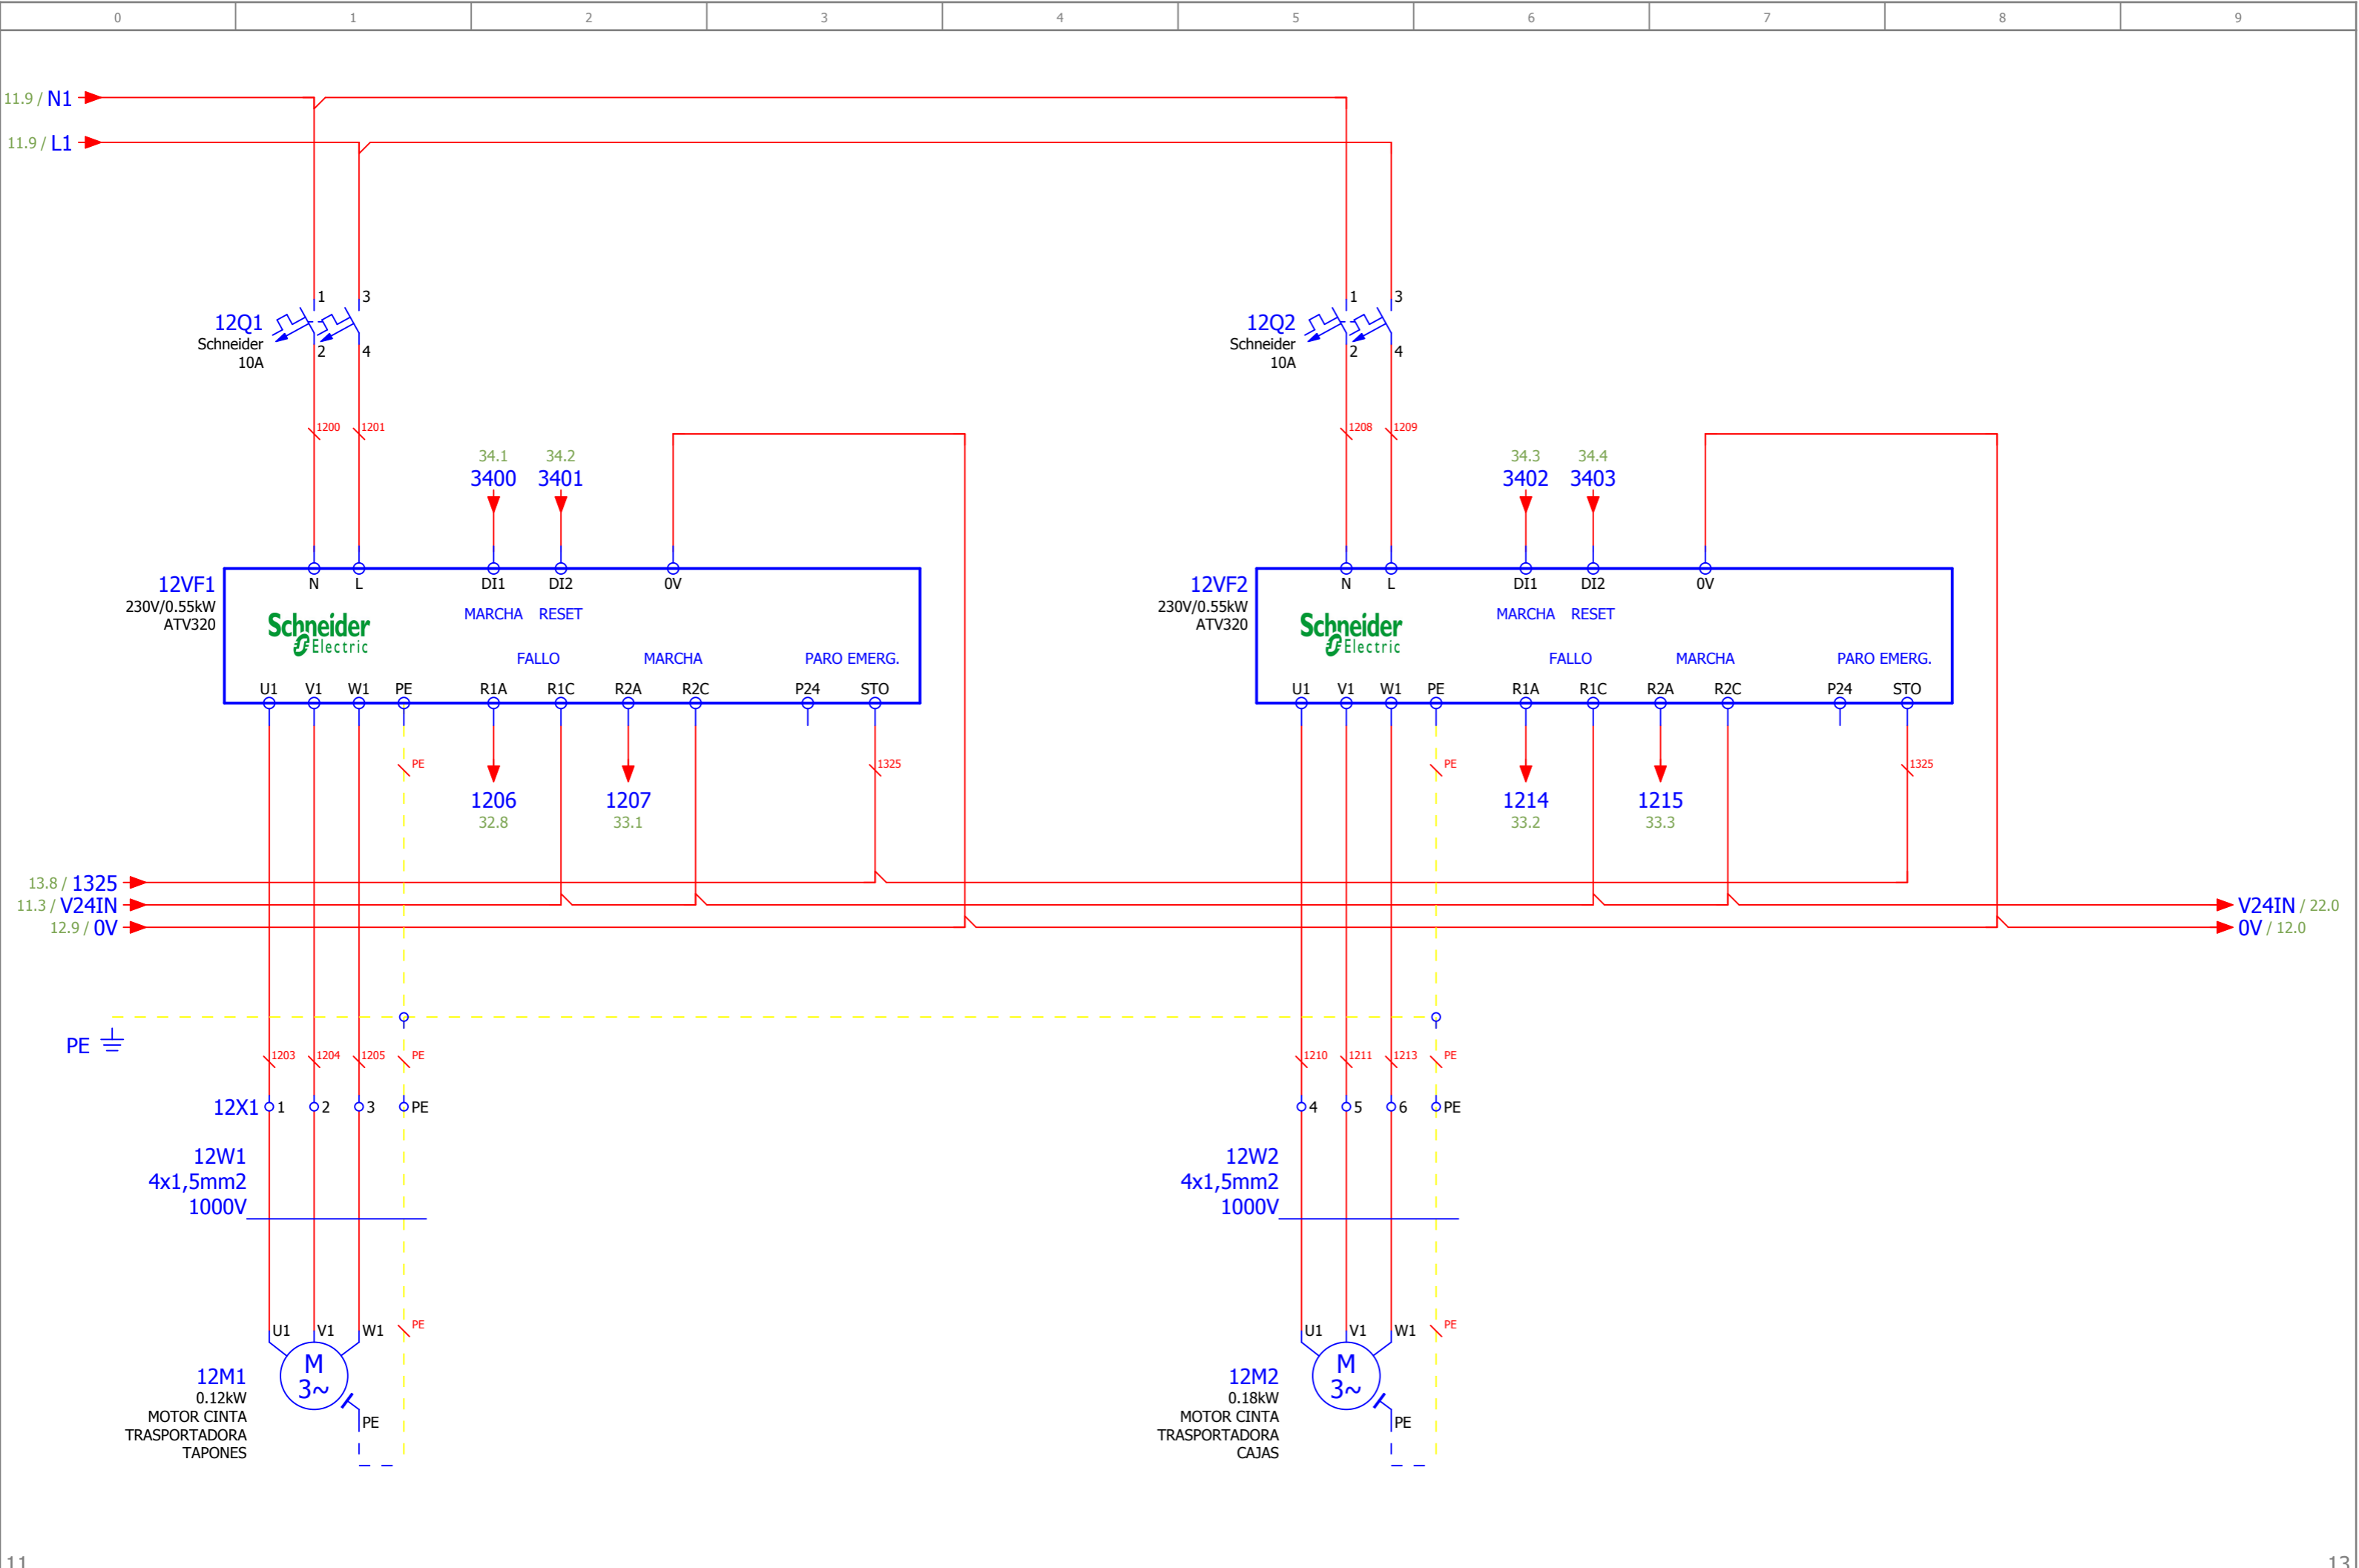 0 1 2 3 4 5 6 7 8 9
11.9 / N1
11.9 / L1
1 3
12Q1
Schneider
10A
2 4
1200 1201
34.1 34.2
3400 3401
12VF1
230V/0.55kW
ATV320
N L DI1 DI2 0V
MARCHA RESET
Schneider
Electric
FALLO MARCHA PARO EMERG.
U1 V1 W1 PE R1A R1C R2A R2C P24 STO
PE 1325
1206 1207
32.8 33.1
1 3
12Q2
Schneider
10A
2 4
1208 1209
34.3 34.4
3402 3403
12VF2
230V/0.55kW
ATV320
N L DI1 DI2 0V
MARCHA RESET
Schneider
Electric
FALLO MARCHA PARO EMERG.
U1 V1 W1 PE R1A R1C R2A R2C P24 STO
PE 1325
1214 1215
33.2 33.3
13.8 / 1325
11.3 / V24IN
12.9 / 0V
V24IN / 22.0
0V / 12.0
PE
1203 1204 1205 PE
12X1 1 2 3 PE
12W1
4x1,5mm2
1000V
U1 V1 W1 PE
M
3~
12M1
0.12kW
MOTOR CINTA
TRASPORTADORA
TAPONES
PE
1210 1211 1213 PE
4 5 6 PE
12W2
4x1,5mm2
1000V
U1 V1 W1 PE
M
3~
12M2
0.18kW
MOTOR CINTA
TRASPORTADORA
CAJAS
PE
11
13